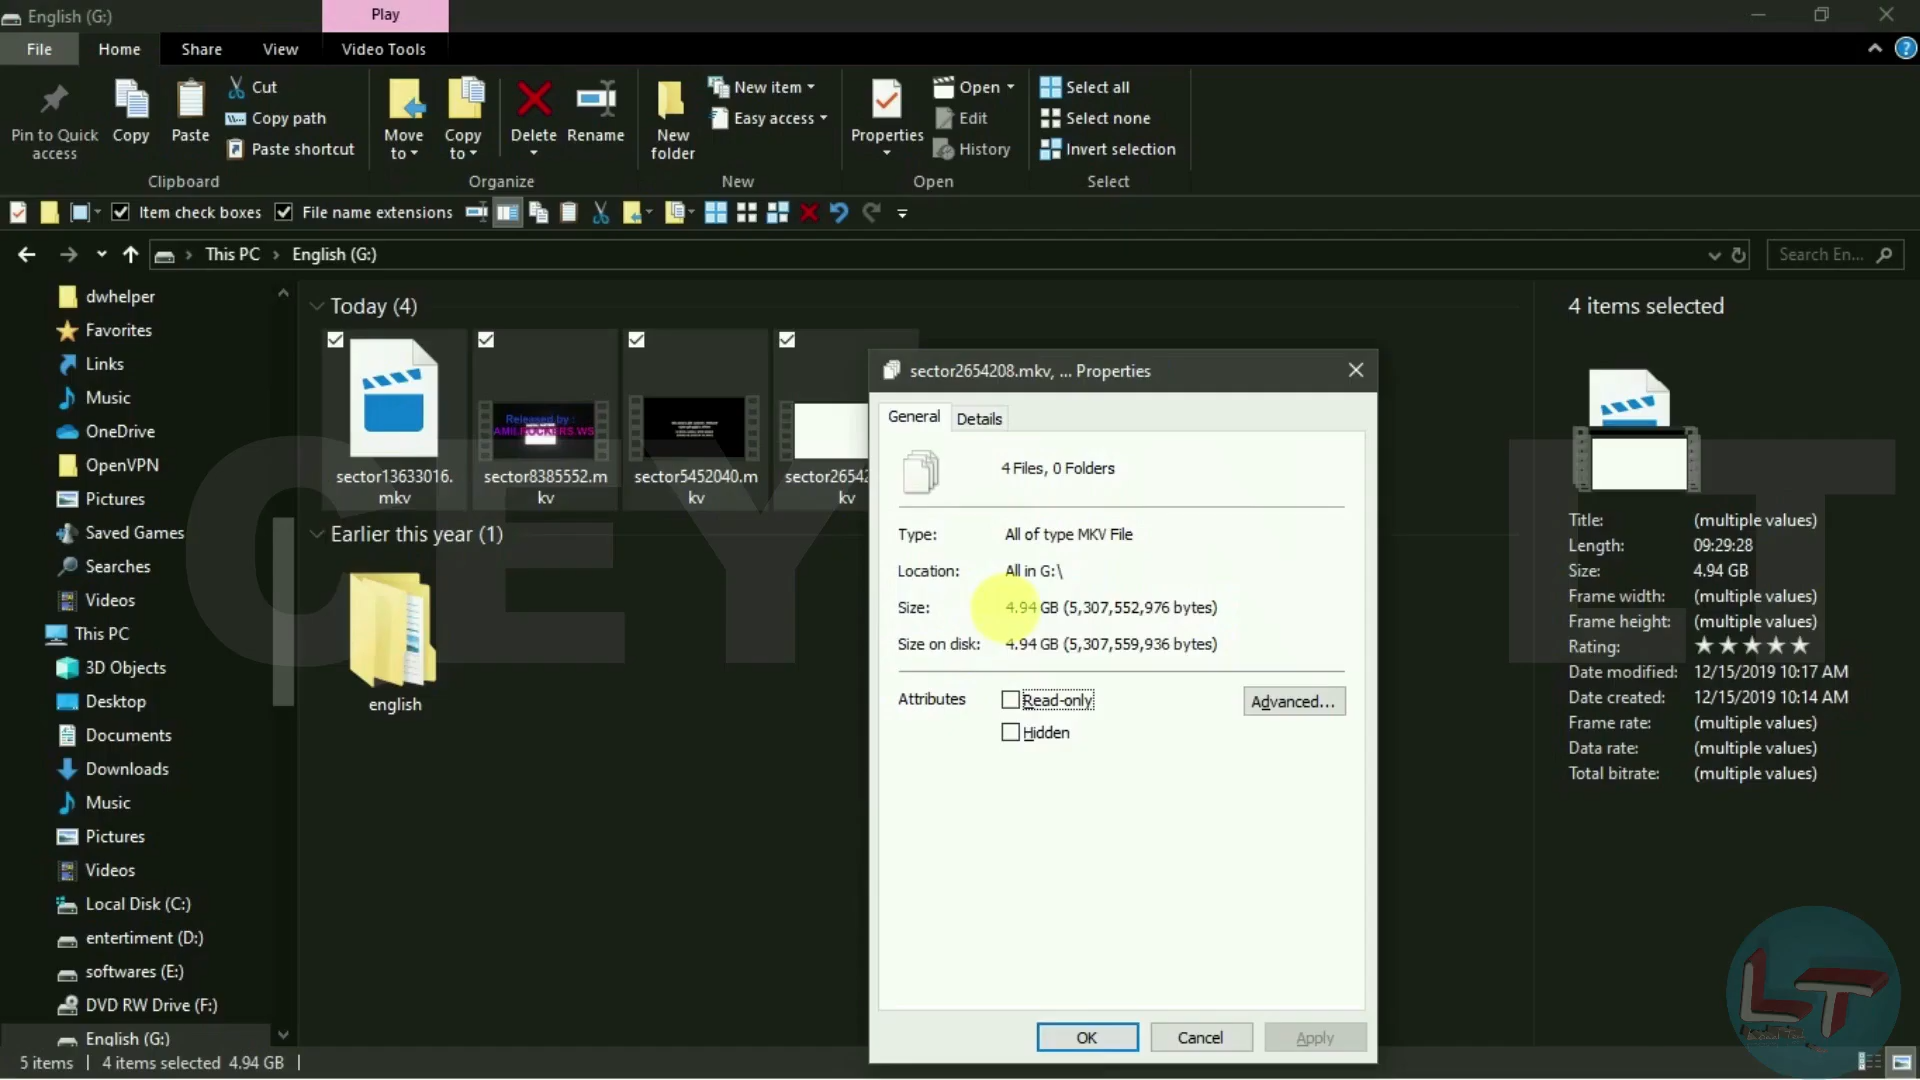 English (G:)
Play
File
Home
Share
View
Video Tools
Pin to Quick access
Copy
Paste
Cut
Copy path
Paste shortcut
Move to
Copy to
Delete
Rename
New folder
New item
Easy access
Properties
Open
Edit
History
Select all
Select none
Invert selection
Clipboard
Organize
New
Open
Select
Item check boxes
File name extensions
This PC
English (G:)
Search En...
dwhelper
Favorites
Links
Music
OneDrive
OpenVPN
Pictures
Saved Games
Searches
Videos
This PC
3D Objects
Desktop
Documents
Downloads
Music
Pictures
Videos
Local Disk (C:)
entertiment (D:)
softwares (E:)
DVD RW Drive (F:)
English (G:)
Today (4)
Released by :
AMILROCKERS.WS
sector13633016.
mkv
sector8385552.m
kv
sector5452040.m
kv
sector26542
kv
Earlier this year (1)
english
CEY
LT
sector2654208.mkv, ... Properties
General
Details
4 Files, 0 Folders
Type: All of type MKV File
Location: All in G:\
Size: 4.94 GB (5,307,552,976 bytes)
Size on disk: 4.94 GB (5,307,559,936 bytes)
Attributes
Read-only
Hidden
Advanced...
OK
Cancel
Apply
4 items selected
Title: (multiple values)
Length: 09:29:28
Size: 4.94 GB
Frame width: (multiple values)
Frame height: (multiple values)
Rating:
Date modified: 12/15/2019 10:17 AM
Date created: 12/15/2019 10:14 AM
Frame rate: (multiple values)
Data rate: (multiple values)
Total bitrate: (multiple values)
LT
5 items
4 items selected 4.94 GB